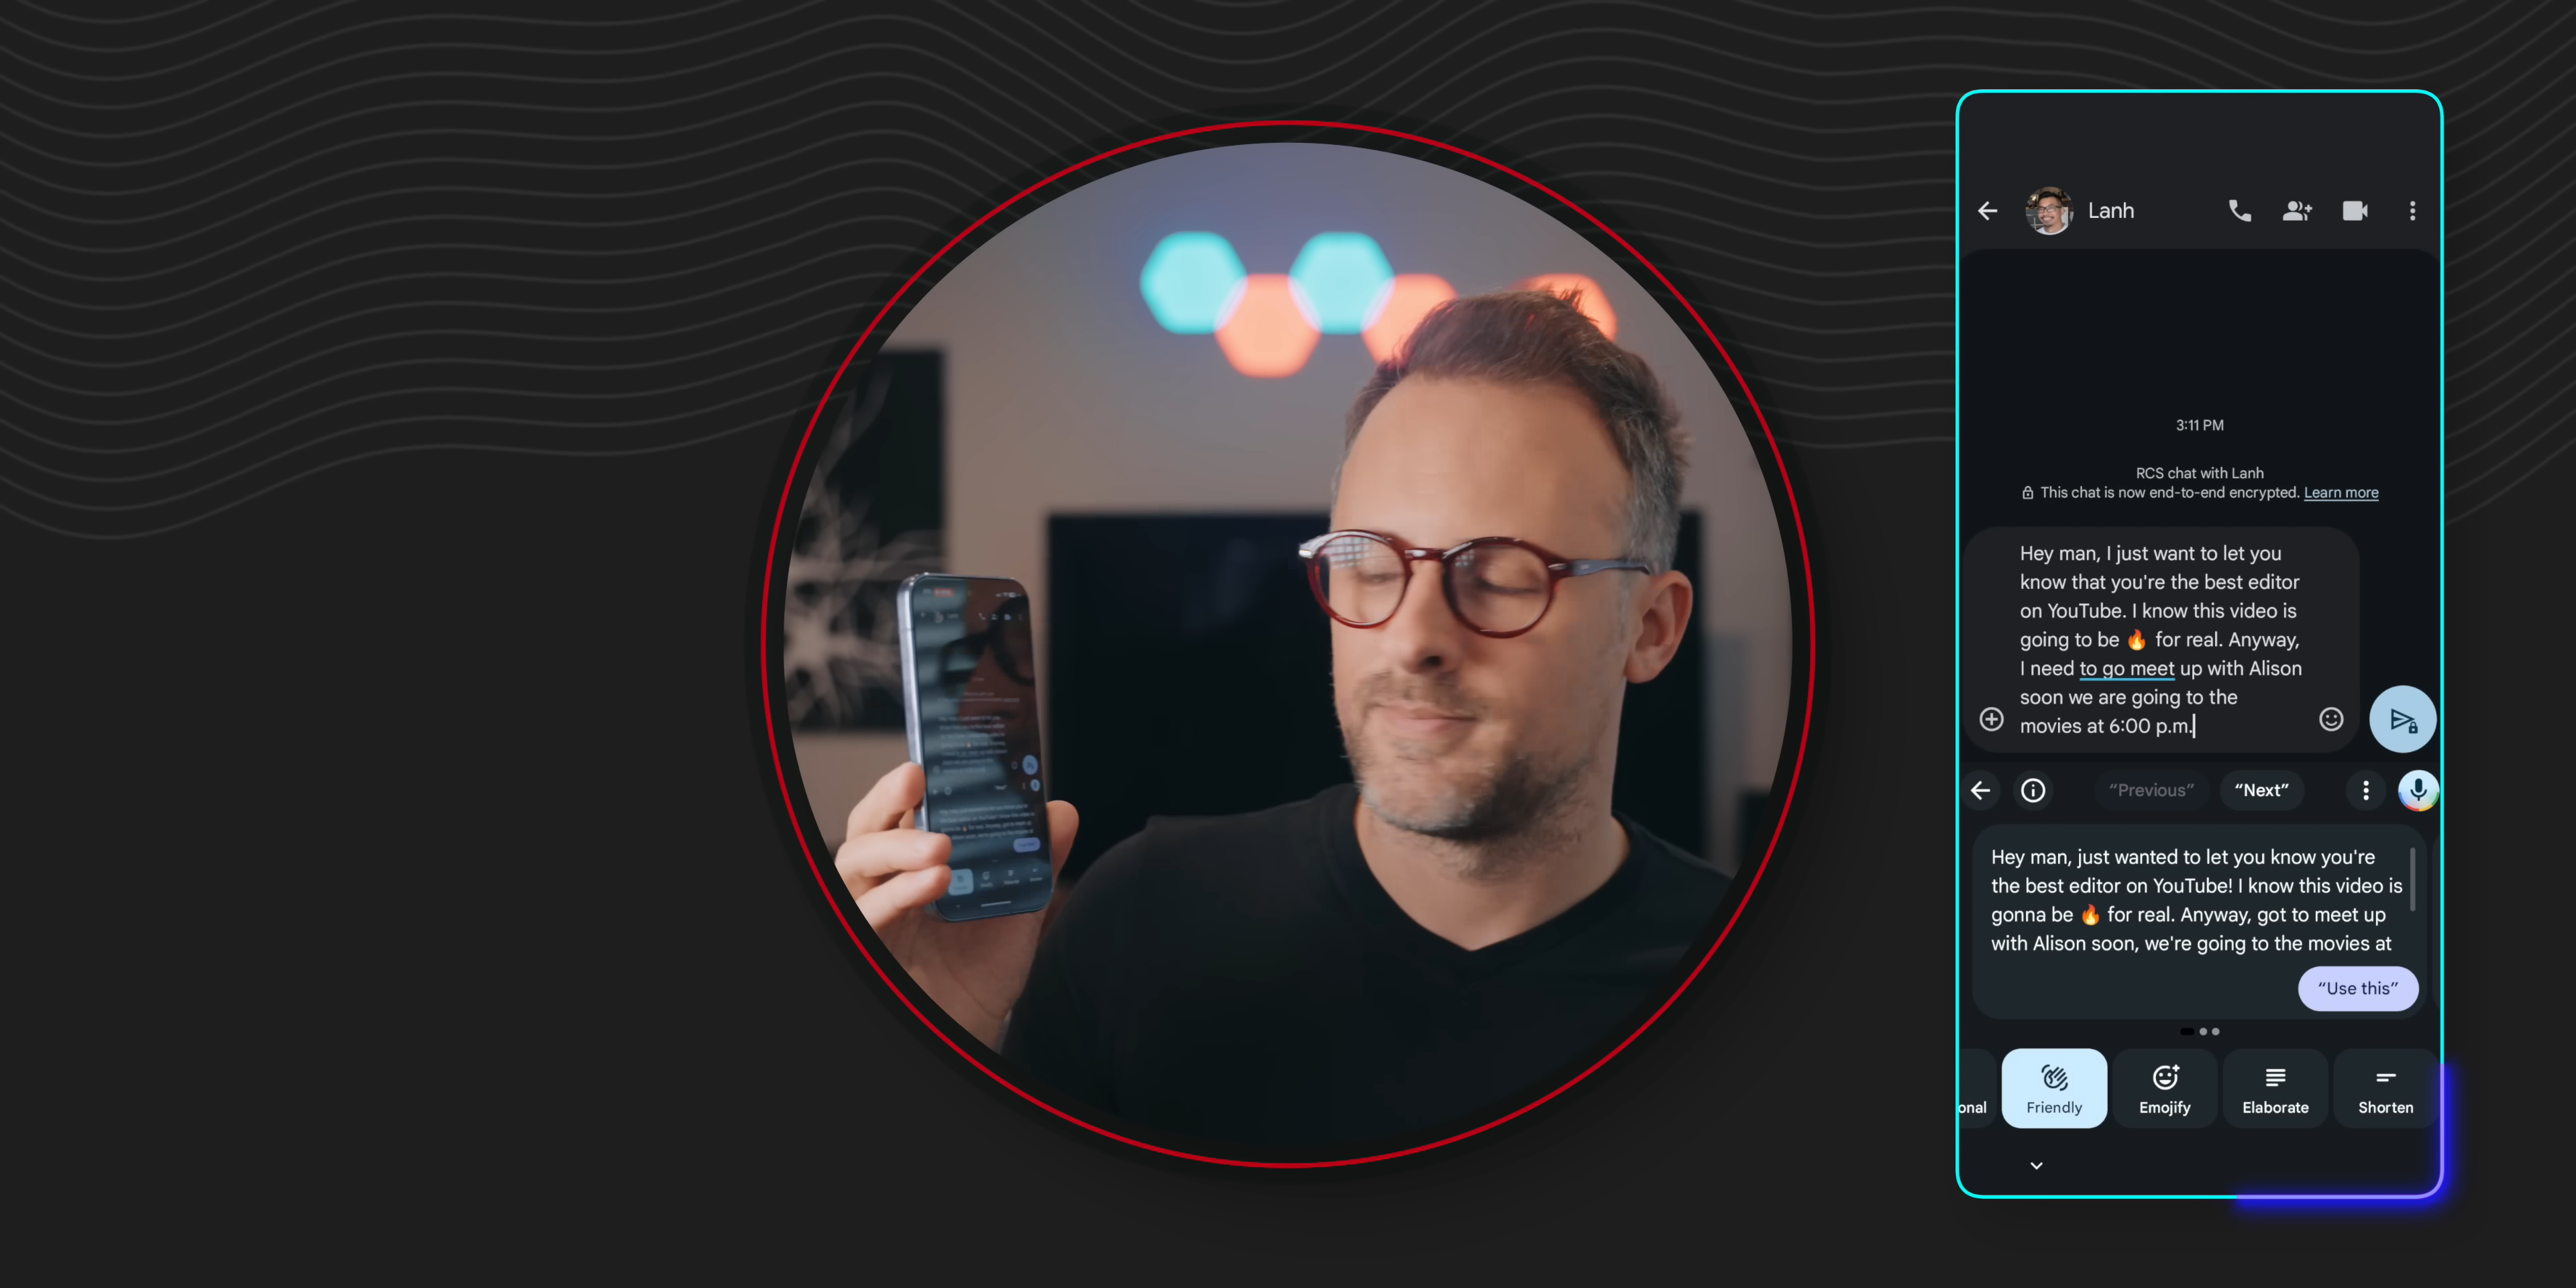 Lanh
3:11 PM
RCS chat with Lanh
This chat is now end-to-end encrypted. Learn more
Hey man, I just want to let you
know that you're the best editor
on YouTube. I know this video is
going to be 🔥 for real. Anyway,
I need to go meet up with Alison
soon we are going to the
movies at 6:00 p.m.
“Previous” “Next”
Hey man, just wanted to let you know you're
the best editor on YouTube! I know this video is
gonna be 🔥 for real. Anyway, got to meet up
with Alison soon, we're going to the movies at
“Use this”
onal Friendly Emojify Elaborate Shorten